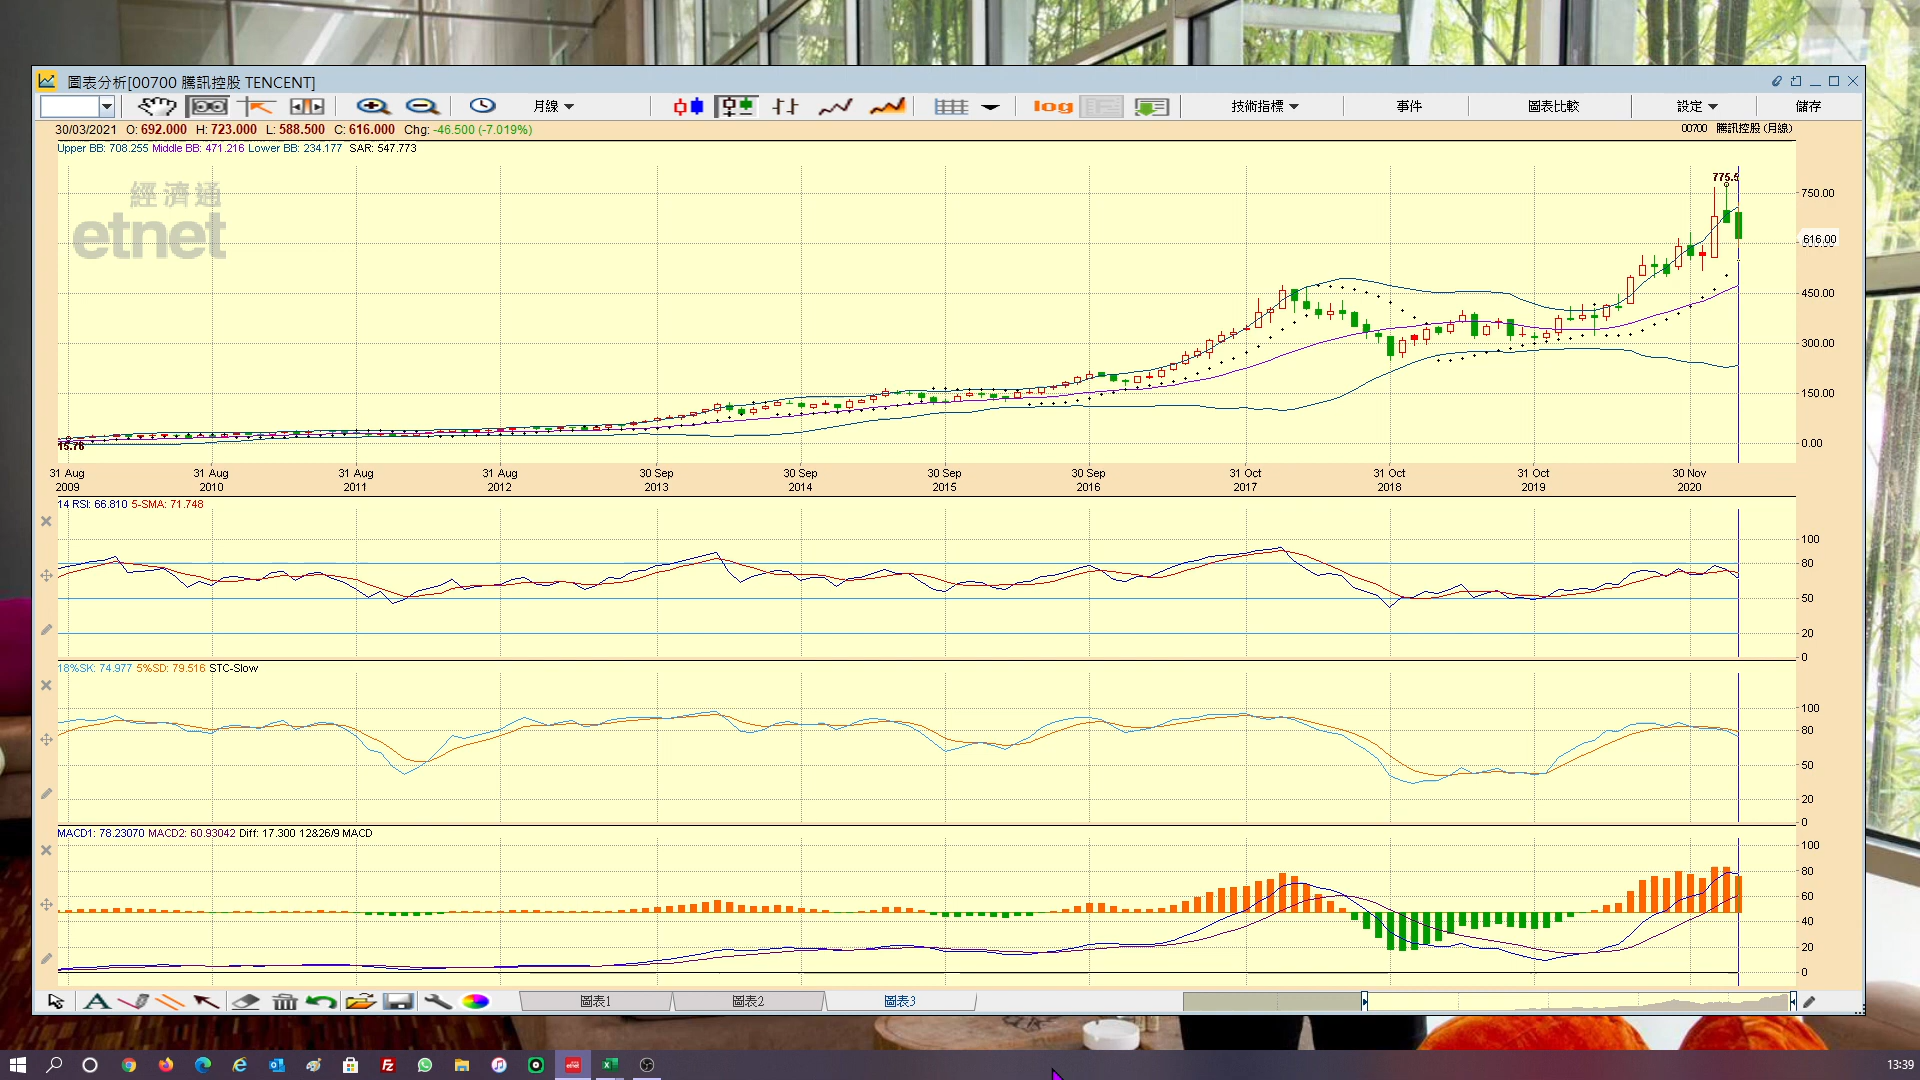 圖表分析[00700 騰訊控股 TENCENT]
月線
log
技術指標
事件
圖表比較
設定
儲存
30/03/2021 O: 692.000 H: 723.000 L: 588.500 C: 616.000 Chg: -46.500 (-7.019%)
00700 騰訊控股 (月線)
Upper BB: 708.255 Middle BB: 471.216 Lower BB: 234.177 SAR: 547.773
經濟通
etnet
775.5
750.00
616.00
450.00
300.00
150.00
0.00
15.76
31 Aug 31 Aug 31 Aug 31 Aug 30 Sep 30 Sep 30 Sep 30 Sep 31 Oct 31 Oct 31 Oct 30 Nov
2009 2010 2011 2012 2013 2014 2015 2016 2017 2018 2019 2020
14 RSI: 66.810 5-SMA: 71.748
100
80
50
20
0
18%SK: 74.977 5%SD: 79.516 STC-Slow
100
80
50
20
0
MACD1: 78.23070 MACD2: 60.93042 Diff: 17.300 12&26/9 MACD
100
80
60
40
20
0
圖表1
圖表2
圖表3
13:39